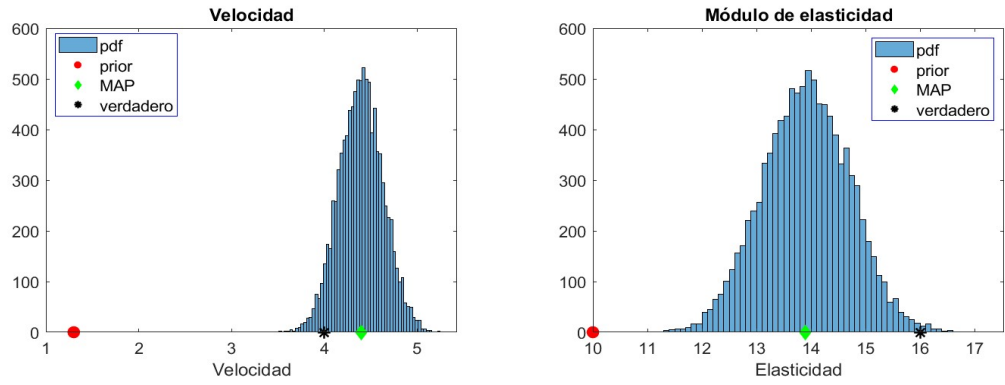 Velocidad
600
500
400
300
200
100
0
pdf
prior
MAP
verdadero
1 2 3 4 5
Velocidad
Módulo de elasticidad
600
500
400
300
200
100
0
pdf
prior
MAP
verdadero
10 11 12 13 14 15 16 17
Elasticidad